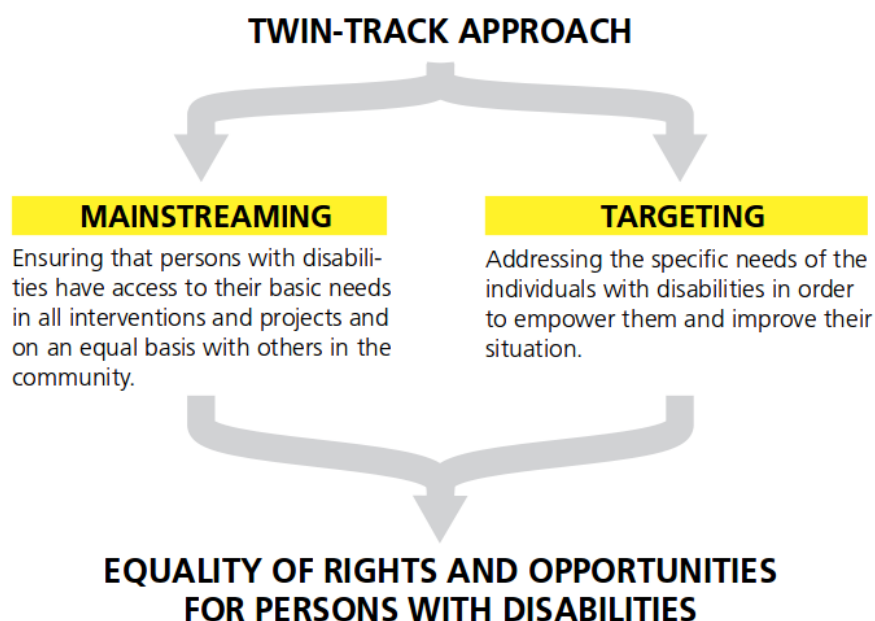 TWIN-TRACK APPROACH
MAINSTREAMING
Ensuring that persons with disabili-
ties have access to their basic needs
in all interventions and projects and
on an equal basis with others in the
community.
TARGETING
Addressing the specific needs of the
individuals with disabilities in order
to empower them and improve their
situation.
EQUALITY OF RIGHTS AND OPPORTUNITIES
FOR PERSONS WITH DISABILITIES